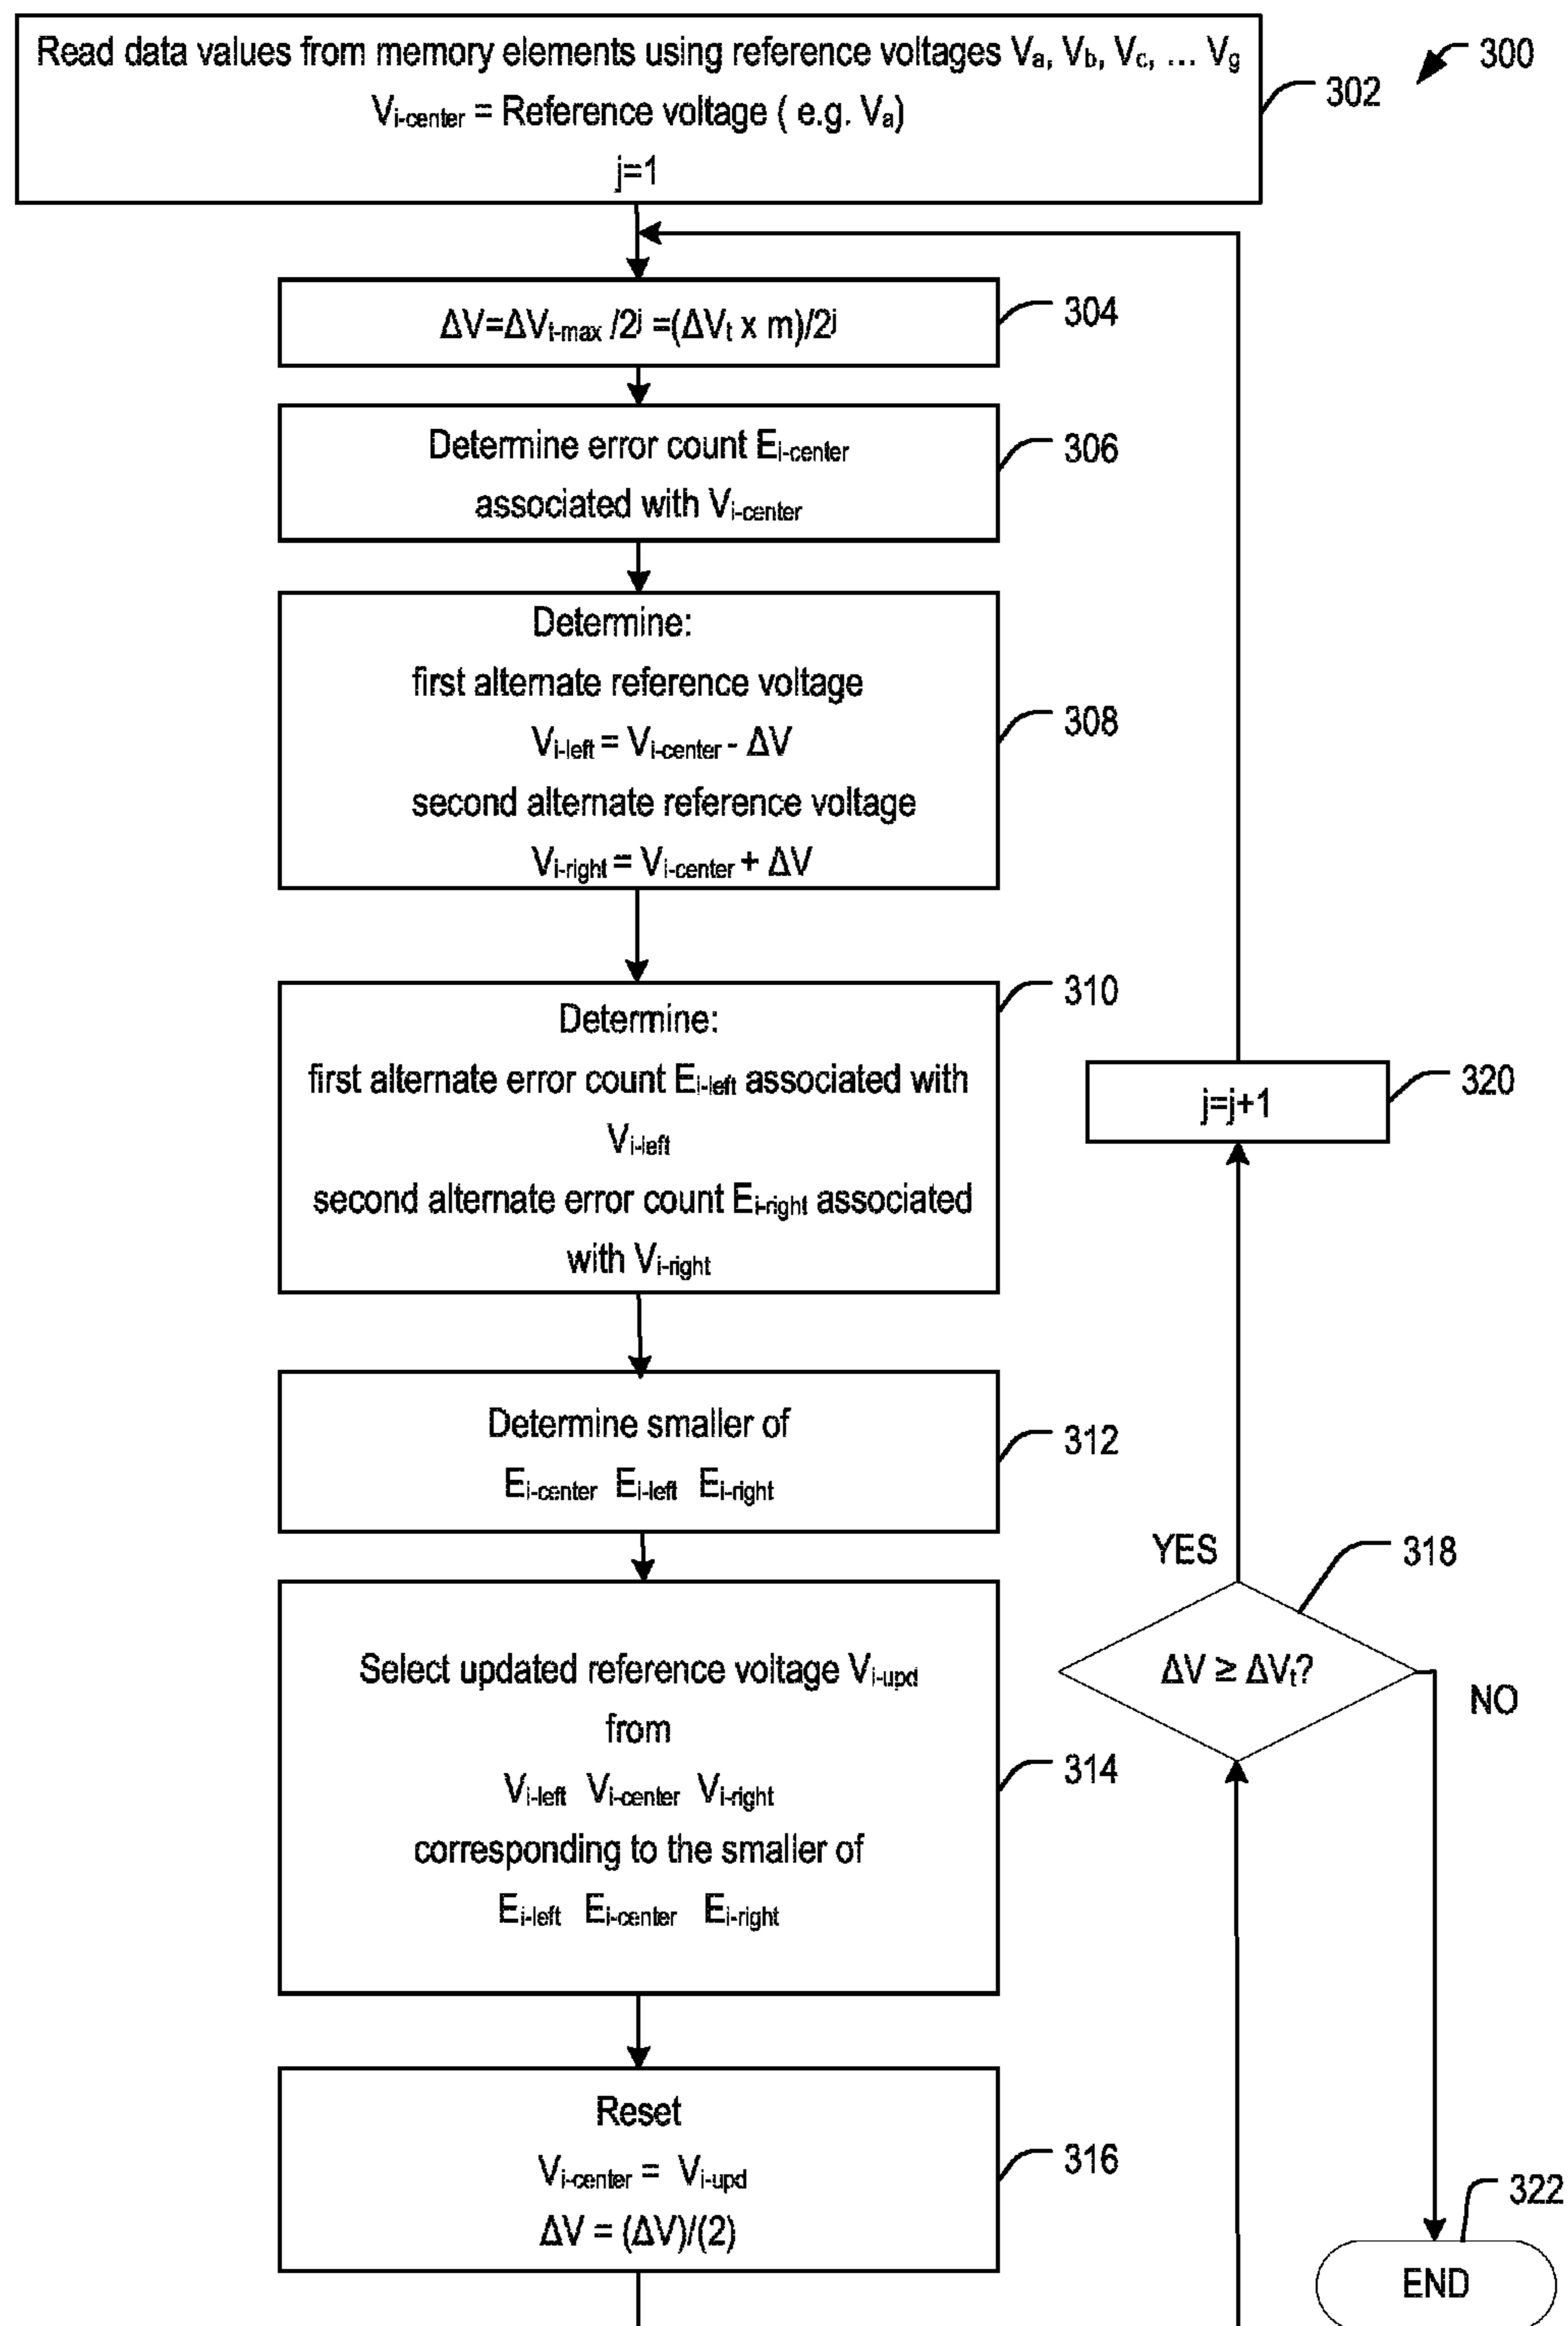 Read data values from memory elements using reference voltages Va, Vb, Vc, ... Vg
Vi-center = Reference voltage ( e.g. Va)
j=1
302
300
ΔV=ΔVt-max /2j =(ΔVt x m)/2j
304
Determine error count Ei-center
associated with Vi-center
306
Determine:
first alternate reference voltage
Vi-left = Vi-center - ΔV
second alternate reference voltage
Vi-right = Vi-center + ΔV
308
Determine:
first alternate error count Ei-left associated with
Vi-left
second alternate error count Ei-right associated
with Vi-right
310
j=j+1
320
Determine smaller of
Ei-center Ei-left Ei-right
312
Select updated reference voltage Vi-upd
from
Vi-left Vi-center Vi-right
corresponding to the smaller of
Ei-left Ei-center Ei-right
314
YES
318
ΔV ≥ ΔVt?
NO
Reset
Vi-center = Vi-upd
ΔV = (ΔV)/(2)
316
322
END